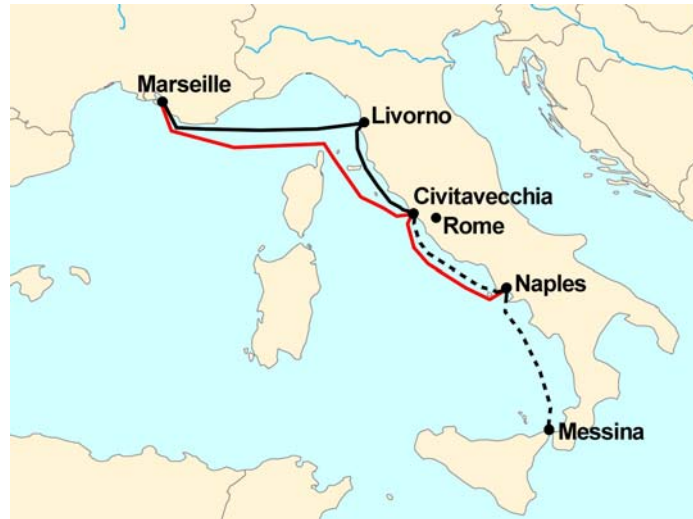 Marseille
Livorno
Civitavecchia
Rome
Naples
Messina